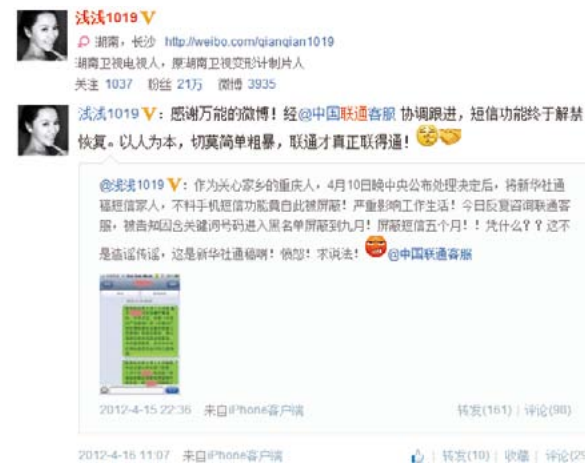 浅浅1019
湖南，长沙 http://weibo.com/qianqian1019
湖南卫视电视人，原湖南卫视变形计制片人
关注 1037 粉丝 21万 微博 3935
浅浅1019 ：感谢万能的微博！经@中国联通客服 协调跟进，短信功能终于解禁
恢复。以人为本，切莫简单粗暴，联通才真正联得通！
@浅浅1019 ：作为关心家乡的重庆人，4月10日晚中央公布处理决定后，将新华社通
稿短信家人，不料手机短信功能竟自此被屏蔽！严重影响工作生活！今日反复咨询联通客
服，被告知因含关键词号码进入黑名单屏蔽到九月！屏蔽短信五个月！！凭什么？？这不
是造谣传谣，这是新华社通稿啊！愤怒！求说法！ @中国联通客服
2012-4-15 22:36 来自iPhone客户端 转发(161) | 评论(98)
2012-4-16 11:07 来自iPhone客户端 | 转发(10) | 收藏 | 评论(2